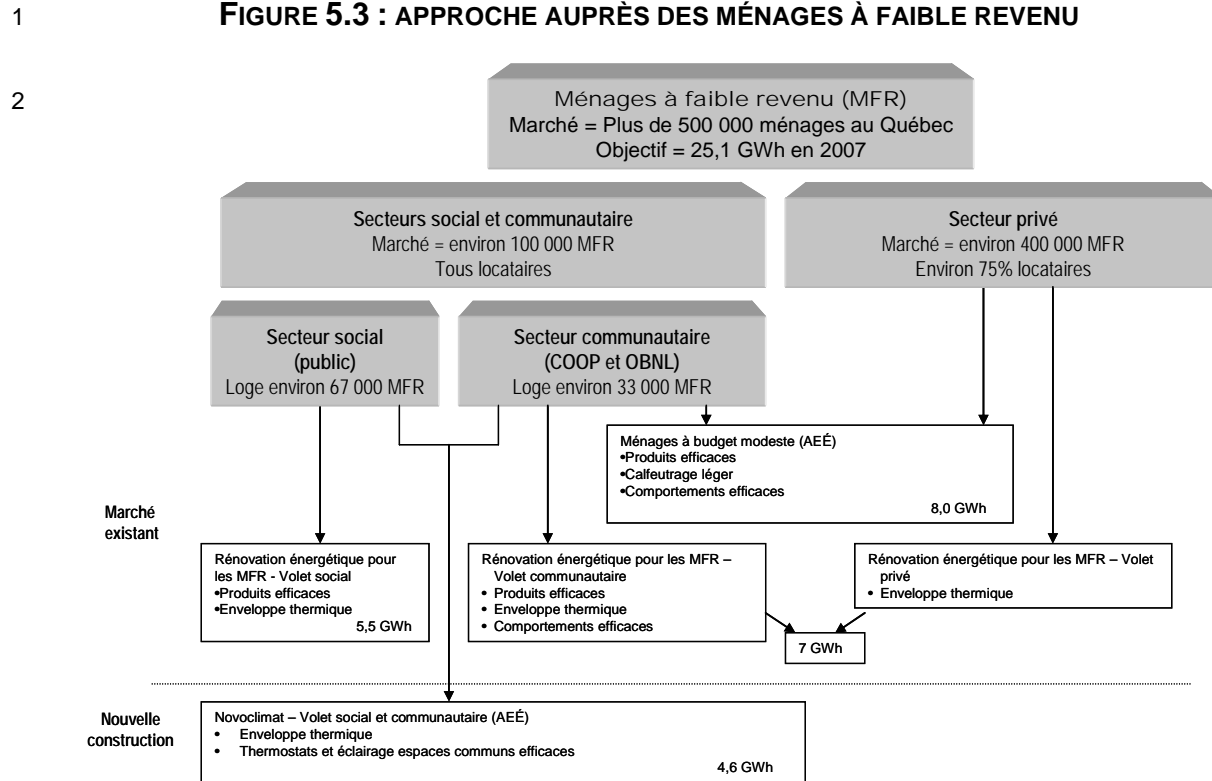 1 FIGURE 5.3 : APPROCHE AUPRÈS DES MÉNAGES À FAIBLE REVENU
2
Ménages à faible revenu (MFR)
Marché = Plus de 500 000 ménages au Québec
Objectif = 25,1 GWh en 2007
Secteurs social et communautaire
Marché = environ 100 000 MFR
Tous locataires
Secteur privé
Marché = environ 400 000 MFR
Environ 75% locataires
Secteur social
(public)
Loge environ 67 000 MFR
Secteur communautaire
(COOP et OBNL)
Loge environ 33 000 MFR
Ménages à budget modeste (AEÉ)
•Produits efficaces
•Calfeutrage léger
•Comportements efficaces
8,0 GWh
Marché
existant
Rénovation énergétique pour
les MFR - Volet social
•Produits efficaces
•Enveloppe thermique
5,5 GWh
Rénovation énergétique pour les MFR –
Volet communautaire
• Produits efficaces
• Enveloppe thermique
• Comportements efficaces
Rénovation énergétique pour les MFR – Volet
privé
• Enveloppe thermique
7 GWh
Nouvelle
construction
Novoclimat – Volet social et communautaire (AEÉ)
• Enveloppe thermique
• Thermostats et éclairage espaces communs efficaces
4,6 GWh